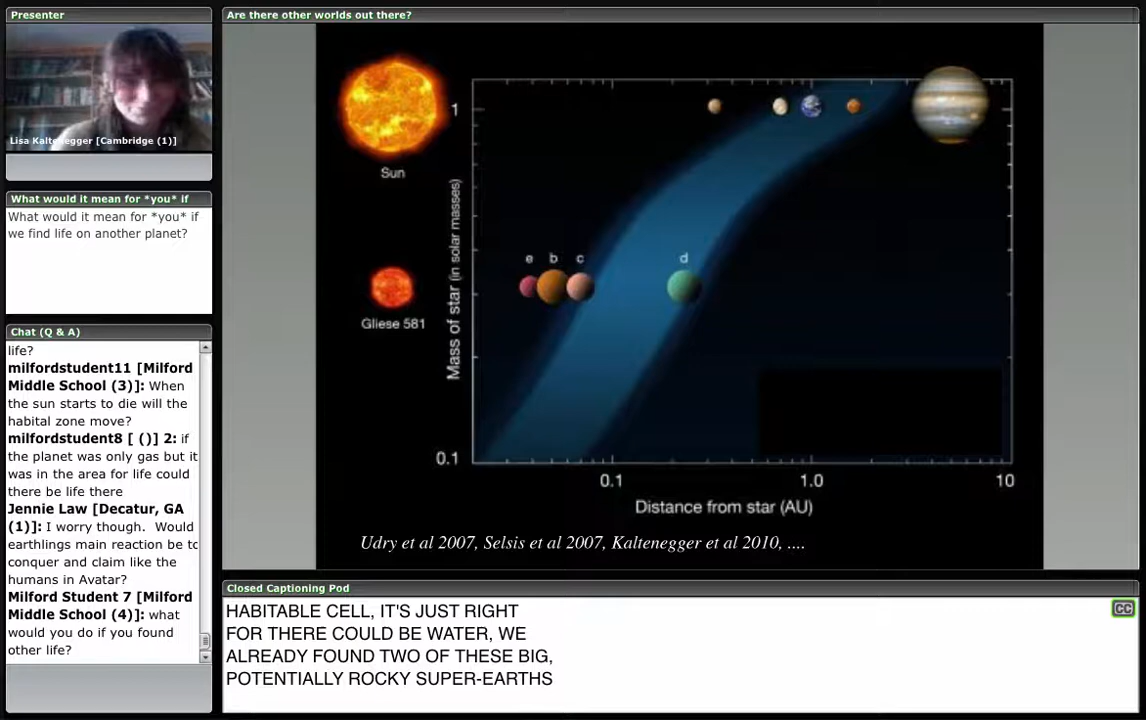 Presenter
Lisa Kaltenegger [Cambridge (1)]
What would it mean for *you* if
What would it mean for *you* if
we find life on another planet?
Chat (Q & A)
life?
milfordstudent11 [Milford
Middle School (3)]: When
the sun starts to die will the
habital zone move?
milfordstudent8 [ ()] 2: if
the planet was only gas but it
was in the area for life could
there be life there
Jennie Law [Decatur, GA
(1)]: I worry though. Would
earthlings main reaction be to
conquer and claim like the
humans in Avatar?
Milford Student 7 [Milford
Middle School (4)]: what
would you do if you found
other life?
Are there other worlds out there?
Sun
Gliese 581
Mass of star (in solar masses)
1
0.1
e b c d
0.1 1.0 10
Distance from star (AU)
Udry et al 2007, Selsis et al 2007, Kaltenegger et al 2010, ....
Closed Captioning Pod
HABITABLE CELL, IT'S JUST RIGHT
FOR THERE COULD BE WATER, WE
ALREADY FOUND TWO OF THESE BIG,
POTENTIALLY ROCKY SUPER-EARTHS
CC